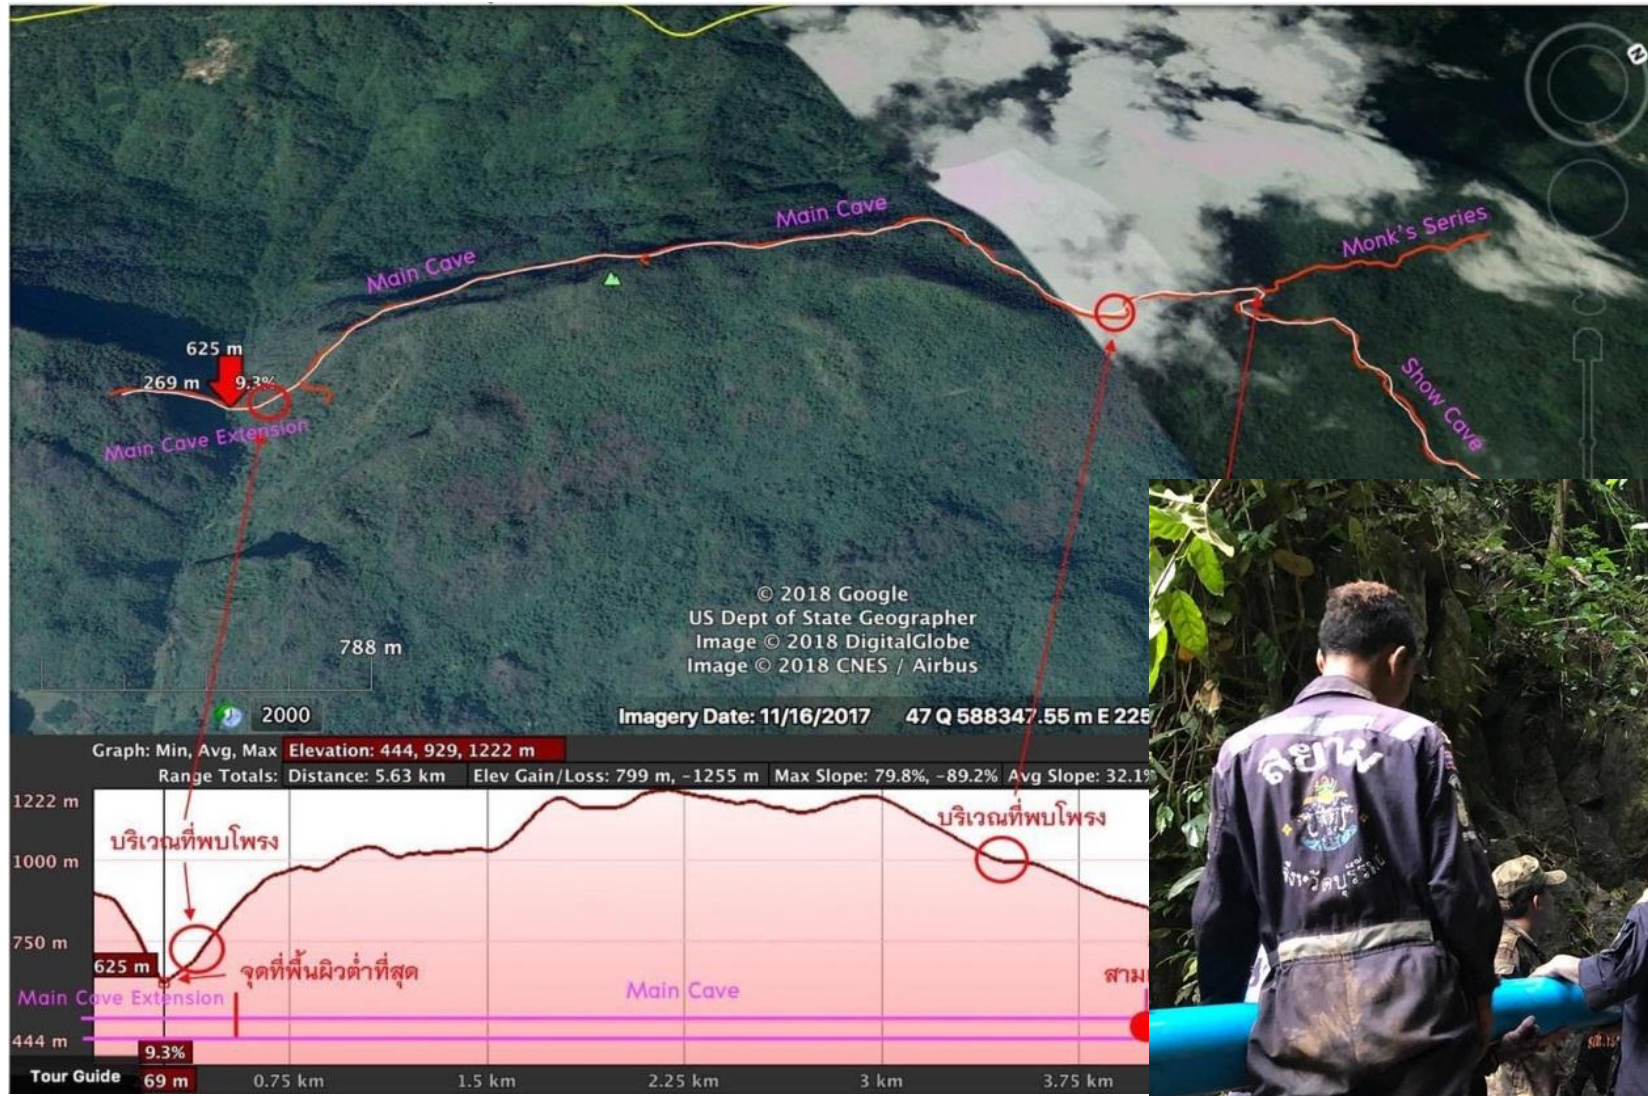 N
Main Cave
Main Cave
Monk's Series
Show Cave
625 m
269 m 9.3%
Main Cave Extension
© 2018 Google
US Dept of State Geographer
Image © 2018 DigitalGlobe
Image © 2018 CNES / Airbus
788 m
2000
Imagery Date: 11/16/2017 47 Q 588347.55 m E 225
Graph: Min, Avg, Max Elevation: 444, 929, 1222 m
Range Totals: Distance: 5.63 km Elev Gain/Loss: 799 m, -1255 m Max Slope: 79.8%, -89.2% Avg Slope: 32.1%
1222 m
บริเวณที่พบโพรง
บริเวณที่พบโพรง
1000 m
750 m
625 m
จุดที่พื้นผิวต่ำที่สุด
Main Cave Extension
Main Cave
444 m
9.3%
Tour Guide 69 m 0.75 km 1.5 km 2.25 km 3 km 3.75 km
สยาม